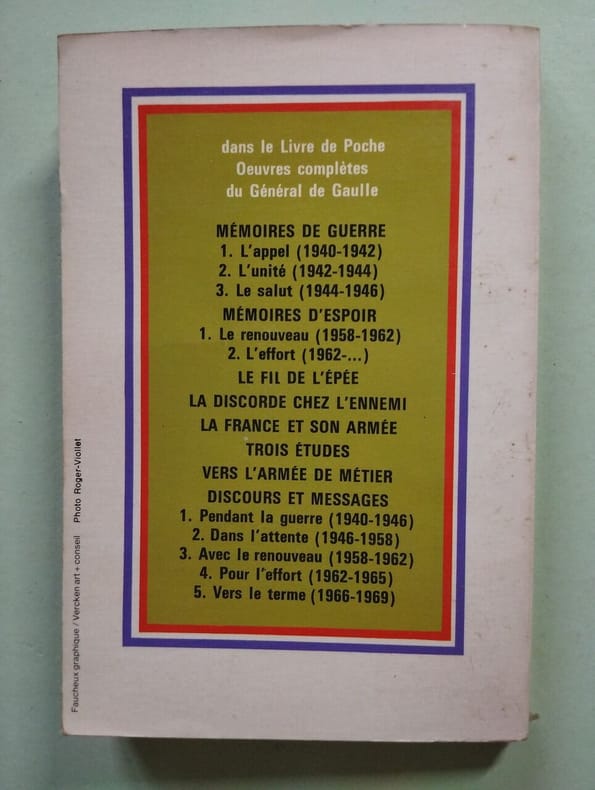 dans le Livre de Poche
Oeuvres complètes
du Général de Gaulle
MÉMOIRES DE GUERRE
1. L'appel (1940-1942)
2. L'unité (1942-1944)
3. Le salut (1944-1946)
MÉMOIRES D'ESPOIR
1. Le renouveau (1958-1962)
2. L'effort (1962-...)
LE FIL DE L'ÉPÉE
LA DISCORDE CHEZ L'ENNEMI
LA FRANCE ET SON ARMÉE
TROIS ÉTUDES
VERS L'ARMÉE DE MÉTIER
DISCOURS ET MESSAGES
1. Pendant la guerre (1940-1946)
2. Dans l'attente (1946-1958)
3. Avec le renouveau (1958-1962)
4. Pour l'effort (1962-1965)
5. Vers le terme (1966-1969)
Faucheux graphique / Vercken art + conseil Photo Roger-Viollet